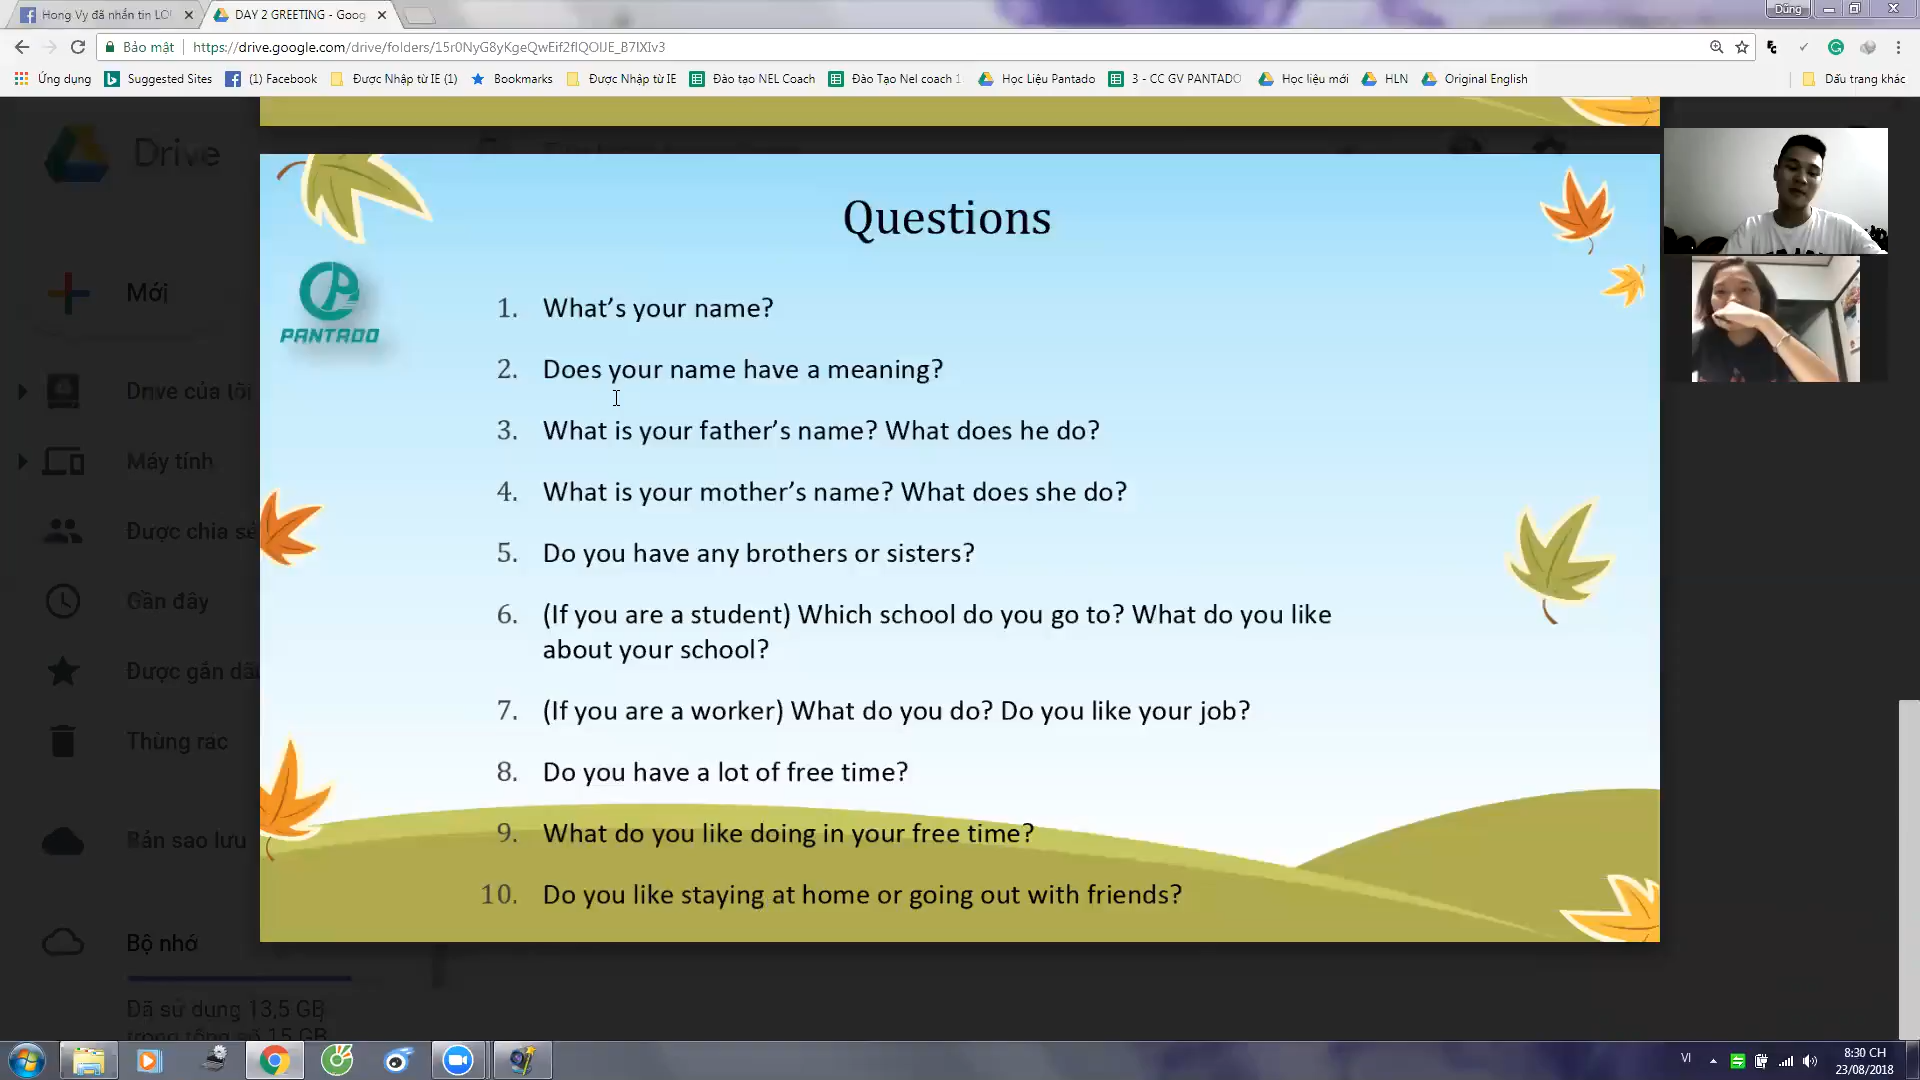 Hong Vy đã nhắn tin
DAY 2 GREETING - Goog
Dũng
Bảo mật
https://drive.google.com/drive/folders/15r0NyG8yKgeQwEif2flQOIJE_B7lXIv3
Ứng dụng
Suggested Sites
(1) Facebook
Được Nhập từ IE (1)
Bookmarks
Được Nhập từ IE
Đào tạo NEL Coach
Đào Tạo Nel coach 1
Học Liệu Pantado
3 - CC GV PANTADO
Học liệu mới
HLN
Original English
Dấu trang khác
Drive
Mới
Drive của tôi
Máy tính
Được chia sẻ
Gần đây
Được gắn dấu
Thùng rác
Bản sao lưu
Bộ nhớ
Đã sử dụng 13,5 GB
trong tổng số 15 GB
PANTADO
Questions
1. What’s your name?
2. Does your name have a meaning?
3. What is your father’s name? What does he do?
4. What is your mother’s name? What does she do?
5. Do you have any brothers or sisters?
6. (If you are a student) Which school do you go to? What do you like
about your school?
7. (If you are a worker) What do you do? Do you like your job?
8. Do you have a lot of free time?
9. What do you like doing in your free time?
10. Do you like staying at home or going out with friends?
VI
8:30 CH
23/08/2018